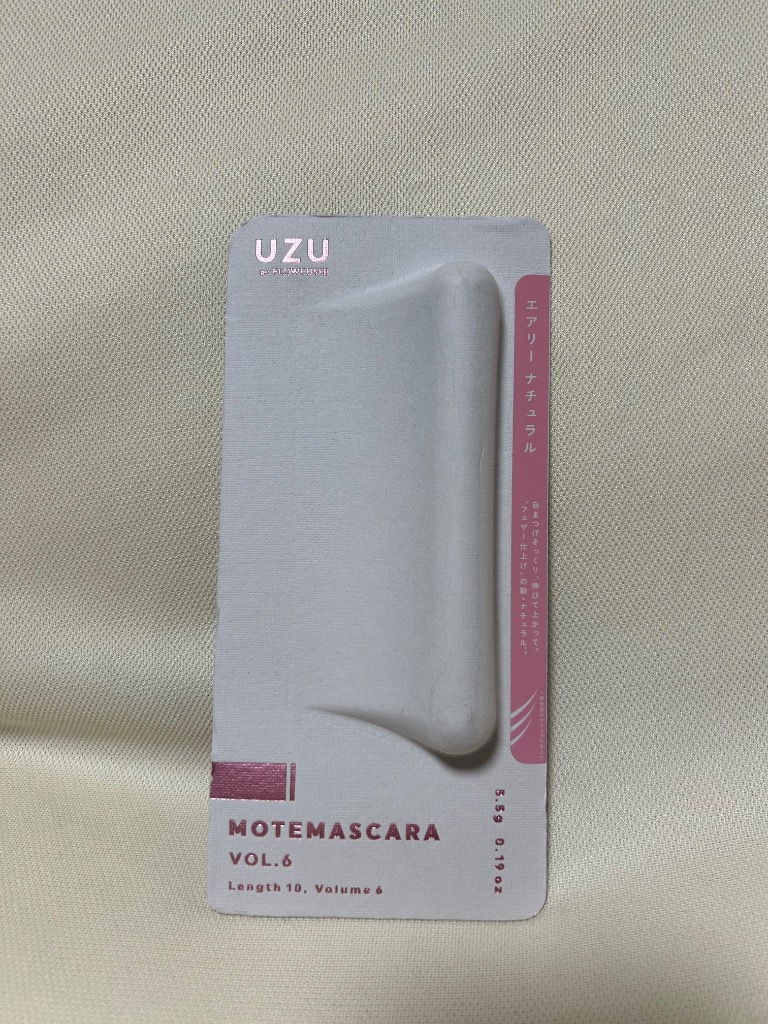 UZU
BY FLOWFUSHI
エアリー ナチュラル
自まつげそっくり、伸びて上がって。
“フェザー仕上げ”の新・ナチュラル*。
MOTEMASCARA
VOL.6
Length 10, Volume 6
5.5g 0.19 oz